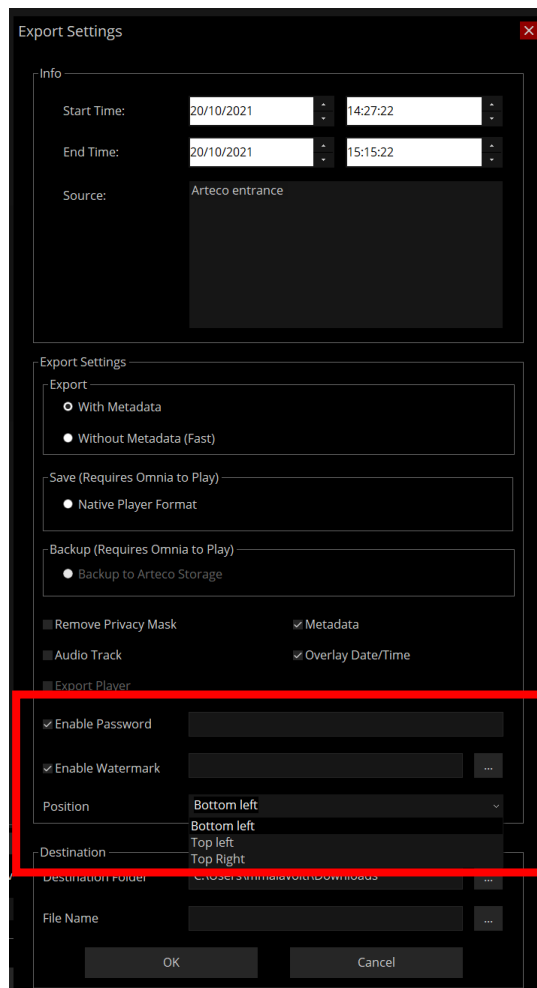 Export Settings
Info
Start Time: 20/10/2021 14:27:22
End Time: 20/10/2021 15:15:22
Source: Arteco entrance
Export Settings
Export
With Metadata
Without Metadata (Fast)
Save (Requires Omnia to Play)
Native Player Format
Backup (Requires Omnia to Play)
Backup to Arteco Storage
Remove Privacy Mask Metadata
Audio Track Overlay Date/Time
Export Player
Enable Password
Enable Watermark ...
Position Bottom left
Bottom left
Top left
Top Right
Destination
Destination Folder ...
File Name ...
OK Cancel